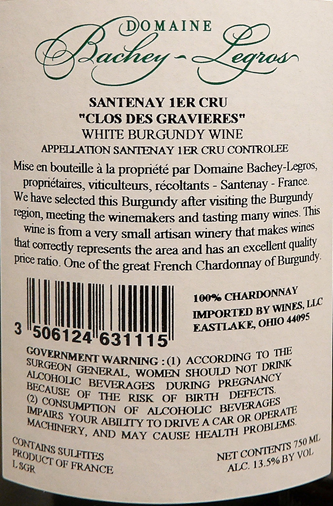 DOMAINE
Bachey-Legros
SANTENAY 1ER CRU
"CLOS DES GRAVIERES"
WHITE BURGUNDY WINE
APPELLATION SANTENAY 1ER CRU CONTROLEE
Mise en bouteille à la propriété par Domaine Bachey-Legros,
propriétaires, viticulteurs, récoltants - Santenay - France.
We have selected this Burgundy after visiting the Burgundy
region, meeting the winemakers and tasting many wines. This
wine is from a very small artisan winery that makes wines
that correctly represents the area and has an excellent quality
price ratio. One of the great French Chardonnay of Burgundy.
100% CHARDONNAY
IMPORTED BY WINES, LLC
EASTLAKE, OHIO 44095
3 506124 631115
GOVERNMENT WARNING : (1) ACCORDING TO THE
SURGEON GENERAL, WOMEN SHOULD NOT DRINK
ALCOHOLIC BEVERAGES DURING PREGNANCY
BECAUSE OF THE RISK OF BIRTH DEFECTS.
(2) CONSUMPTION OF ALCOHOLIC BEVERAGES
IMPAIRS YOUR ABILITY TO DRIVE A CAR OR OPERATE
MACHINERY, AND MAY CAUSE HEALTH PROBLEMS.
CONTAINS SULFITES
PRODUCT OF FRANCE
NET CONTENTS 750 ML
ALC. 13.5% BY VOL